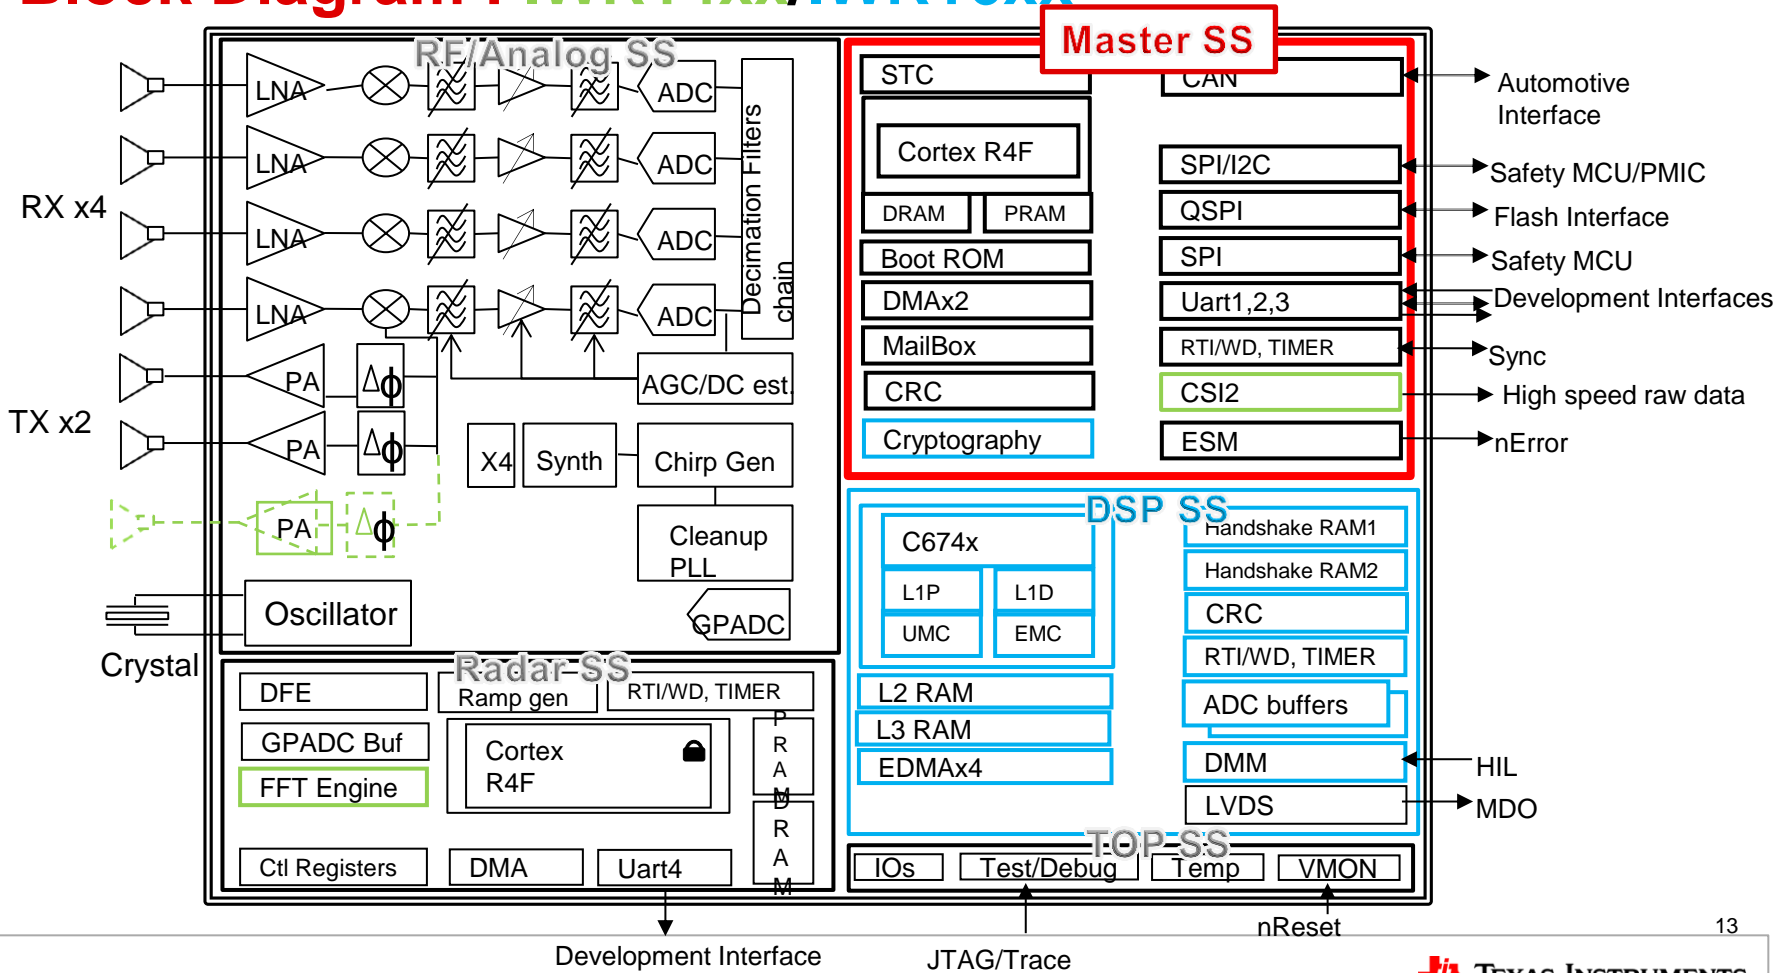 Block Diagram : IWR14xx/IWR16xx
Master SS
RF/Analog SS
LNA
ADC
LNA
ADC
LNA
ADC
LNA
ADC
Decimation Filters
chain
RX x4
PA
Δϕ
AGC/DC est.
TX x2
PA
Δϕ
X4
Synth
Chirp Gen
PA
Δϕ
Cleanup
PLL
Oscillator
GPADC
Crystal
STC
Cortex R4F
DRAM
PRAM
Boot ROM
DMAx2
MailBox
CRC
Cryptography
CAN
SPI/I2C
QSPI
SPI
Uart1,2,3
RTI/WD, TIMER
CSI2
ESM
Automotive
Interface
Safety MCU/PMIC
Flash Interface
Safety MCU
Development Interfaces
Sync
High speed raw data
nError
DSP SS
C674x
L1P
L1D
UMC
EMC
L2 RAM
L3 RAM
EDMAx4
Handshake RAM1
Handshake RAM2
CRC
RTI/WD, TIMER
ADC buffers
DMM
LVDS
HIL
MDO
Radar SS
DFE
Ramp gen
RTI/WD, TIMER
GPADC Buf
FFT Engine
Cortex
R4F
PRAM
DRAM
Ctl Registers
DMA
Uart4
TOP SS
IOs
Test/Debug
Temp
VMON
Development Interface
JTAG/Trace
nReset
13
TEXAS INSTRUMENTS